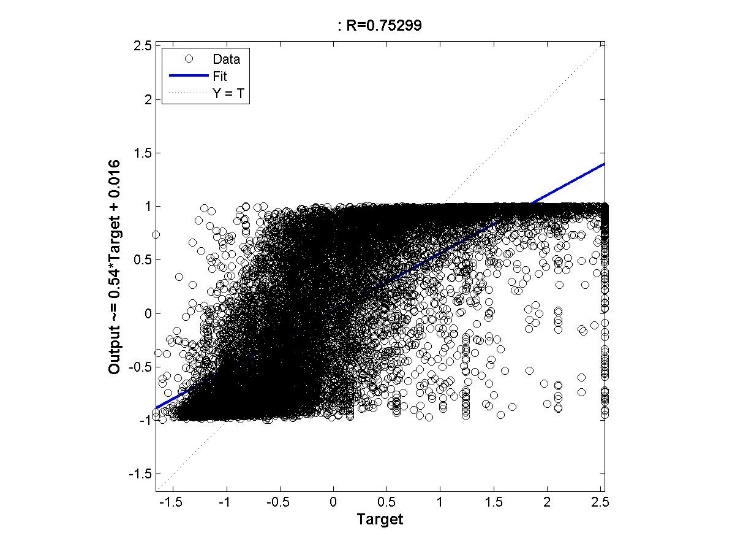 : R=0.75299
2.5
2
1.5
1
0.5
0
-0.5
-1
-1.5
Data
Fit
Y = T
Output ~= 0.54*Target + 0.016
-1.5 -1 -0.5 0 0.5 1 1.5 2 2.5
Target